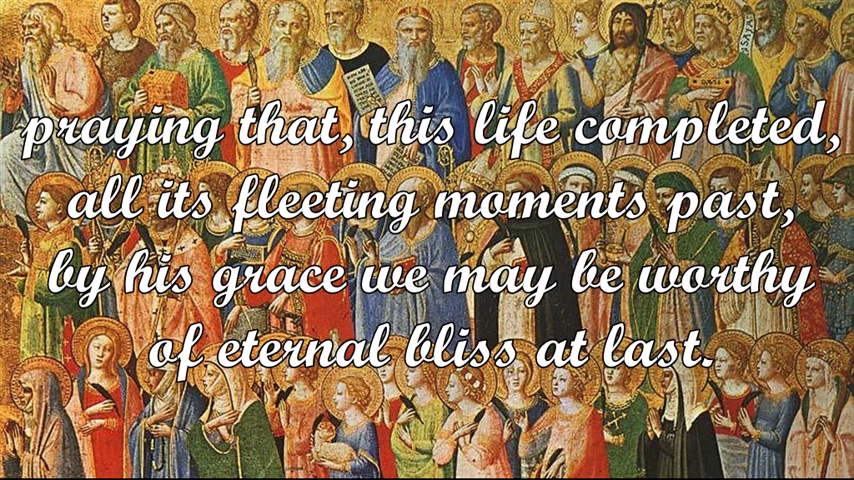 praying that, this life completed,
all its fleeting moments past,
by his grace we may be worthy
of eternal bliss at last.